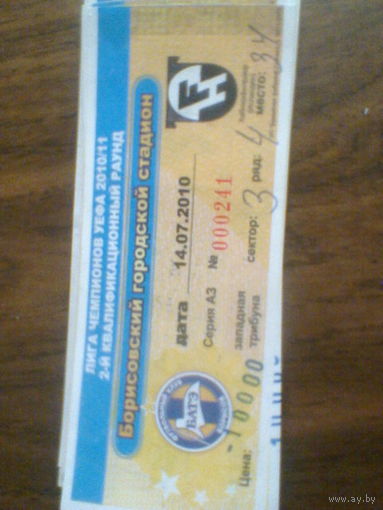 ЛИГА ЧЕМПИОНОВ УЕФА 2010/11
2-Й КВАЛИФИКАЦИОННЫЙ РАУНД
Борисовский городской стадион
дата 14.07.2010
Серия АЗ № 000241
Цена: -10000 западная трибуна
сектор: 3 ряд: 4 место: 34
БАТЭ
www.ay.by